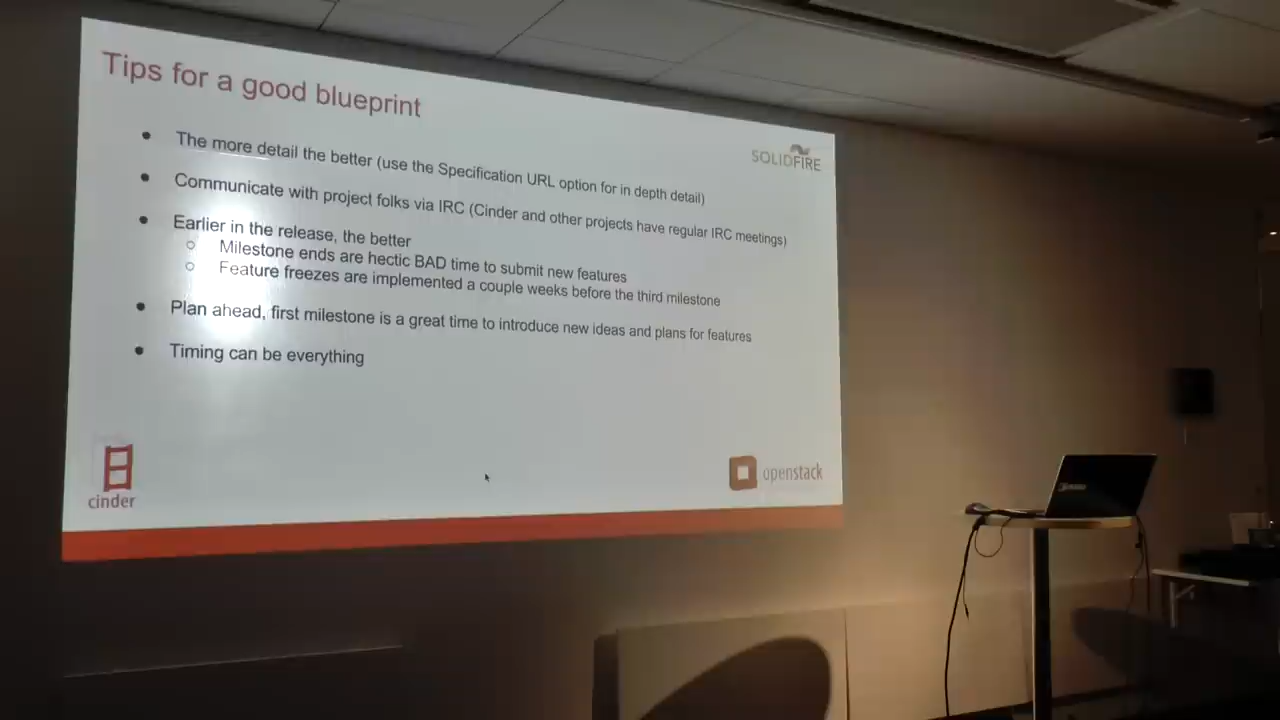 Tips for a good blueprint
SOLIDFIRE
The more detail the better (use the Specification URL option for in depth detail)
Communicate with project folks via IRC (Cinder and other projects have regular IRC meetings)
Earlier in the release, the better
Milestone ends are hectic BAD time to submit new features
Feature freezes are implemented a couple weeks before the third milestone
Plan ahead, first milestone is a great time to introduce new ideas and plans for features
Timing can be everything
cinder
openstack